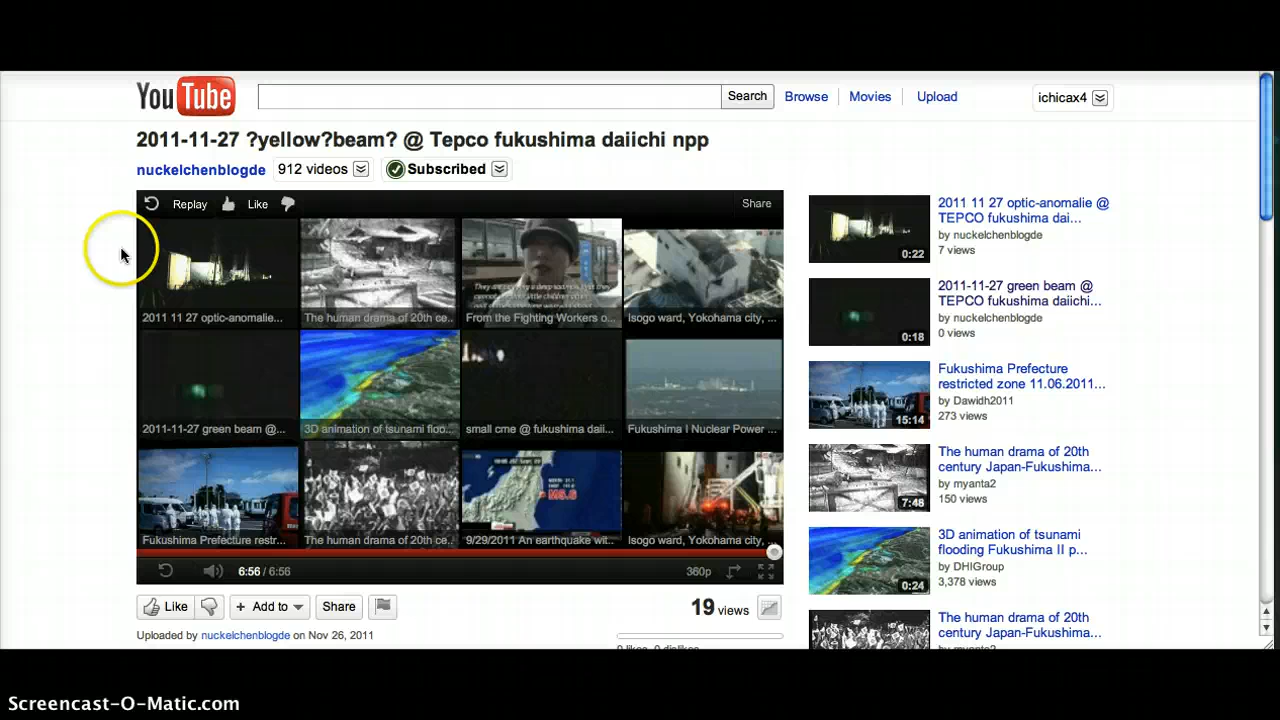 YouTube
Search
Browse
Movies
Upload
ichicax4
2011-11-27 ?yellow?beam? @ Tepco fukushima daiichi npp
nuckelchenblogde
912 videos
Subscribed
Replay
Like
Share
2011 11 27 optic-anomalie...
The human drama of 20th ce...
From the Fighting Workers o...
Isogo ward, Yokohama city, ...
2011-11-27 green beam @...
3D animation of tsunami floo...
small cme @ fukushima daii...
Fukushima I Nuclear Power ...
Fukushima Prefecture restr...
The human drama of 20th ce...
9/29/2011 An earthquake wit...
Isogo ward, Yokohama city, ...
M5.6
6:56 / 6:56
360p
Like
+ Add to
Share
19 views
Uploaded by nuckelchenblogde on Nov 26, 2011
0 likes, 0 dislikes
2011 11 27 optic-anomalie @
TEPCO fukushima dai...
by nuckelchenblogde
7 views
0:22
2011-11-27 green beam @
TEPCO fukushima daiichi...
by nuckelchenblogde
0 views
0:18
Fukushima Prefecture
restricted zone 11.06.2011...
by Dawidh2011
273 views
15:14
The human drama of 20th
century Japan-Fukushima...
by myanta2
150 views
7:48
3D animation of tsunami
flooding Fukushima II p...
by DHIGroup
3,378 views
0:24
The human drama of 20th
century Japan-Fukushima...
by myanta2
Screencast-O-Matic.com